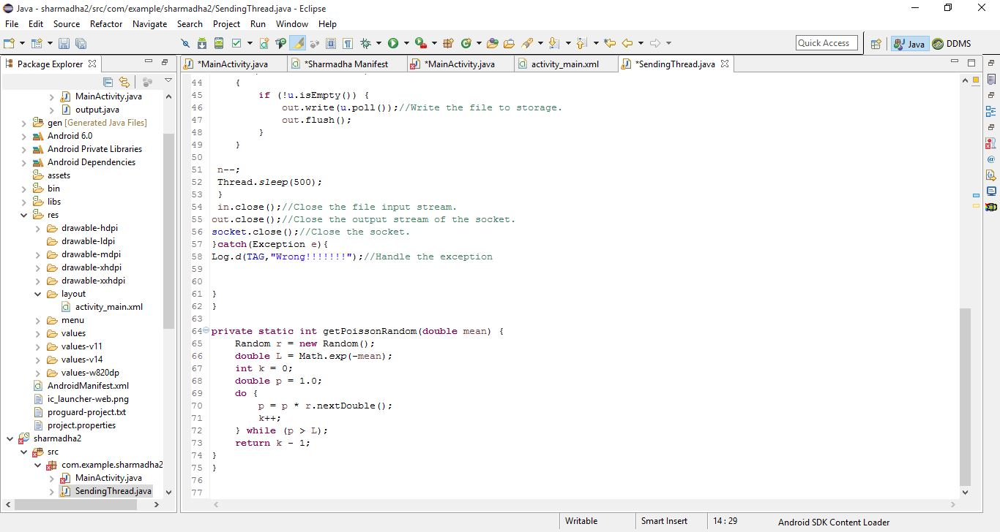 Java - sharmadha2/src/com/example/sharmadha2/SendingThread.java - Eclipse
File Edit Source Refactor Navigate Search Project Run Window Help
Quick Access Java DDMS
Package Explorer
*MainActivity.java *Sharmadha Manifest *MainActivity.java activity_main.xml *SendingThread.java
MainActivity.java
output.java
gen [Generated Java Files]
Android 6.0
Android Private Libraries
Android Dependencies
assets
bin
libs
res
drawable-hdpi
drawable-ldpi
drawable-mdpi
drawable-xhdpi
drawable-xxhdpi
layout
activity_main.xml
menu
values
values-v11
values-v14
values-w820dp
AndroidManifest.xml
ic_launcher-web.png
proguard-project.txt
project.properties
sharmadha2
src
com.example.sharmadha2
MainActivity.java
SendingThread.java
44 {
45 if (!u.isEmpty()) {
46 out.write(u.poll());//Write the file to storage.
47 out.flush();
48 }
49 }
50
51 n--;
52 Thread.sleep(500);
53 }
54 in.close();//Close the file input stream.
55 out.close();//Close the output stream of the socket.
56 socket.close();//Close the socket.
57 }catch(Exception e){
58 Log.d(TAG,"Wrong!!!!!!!");//Handle the exception
59
60
61 }
62 }
63
64 private static int getPoissonRandom(double mean) {
65 Random r = new Random();
66 double L = Math.exp(-mean);
67 int k = 0;
68 double p = 1.0;
69 do {
70 p = p * r.nextDouble();
71 k++;
72 } while (p > L);
73 return k - 1;
74 }
75 }
76
77
Writable Smart Insert 14 : 29 Android SDK Content Loader